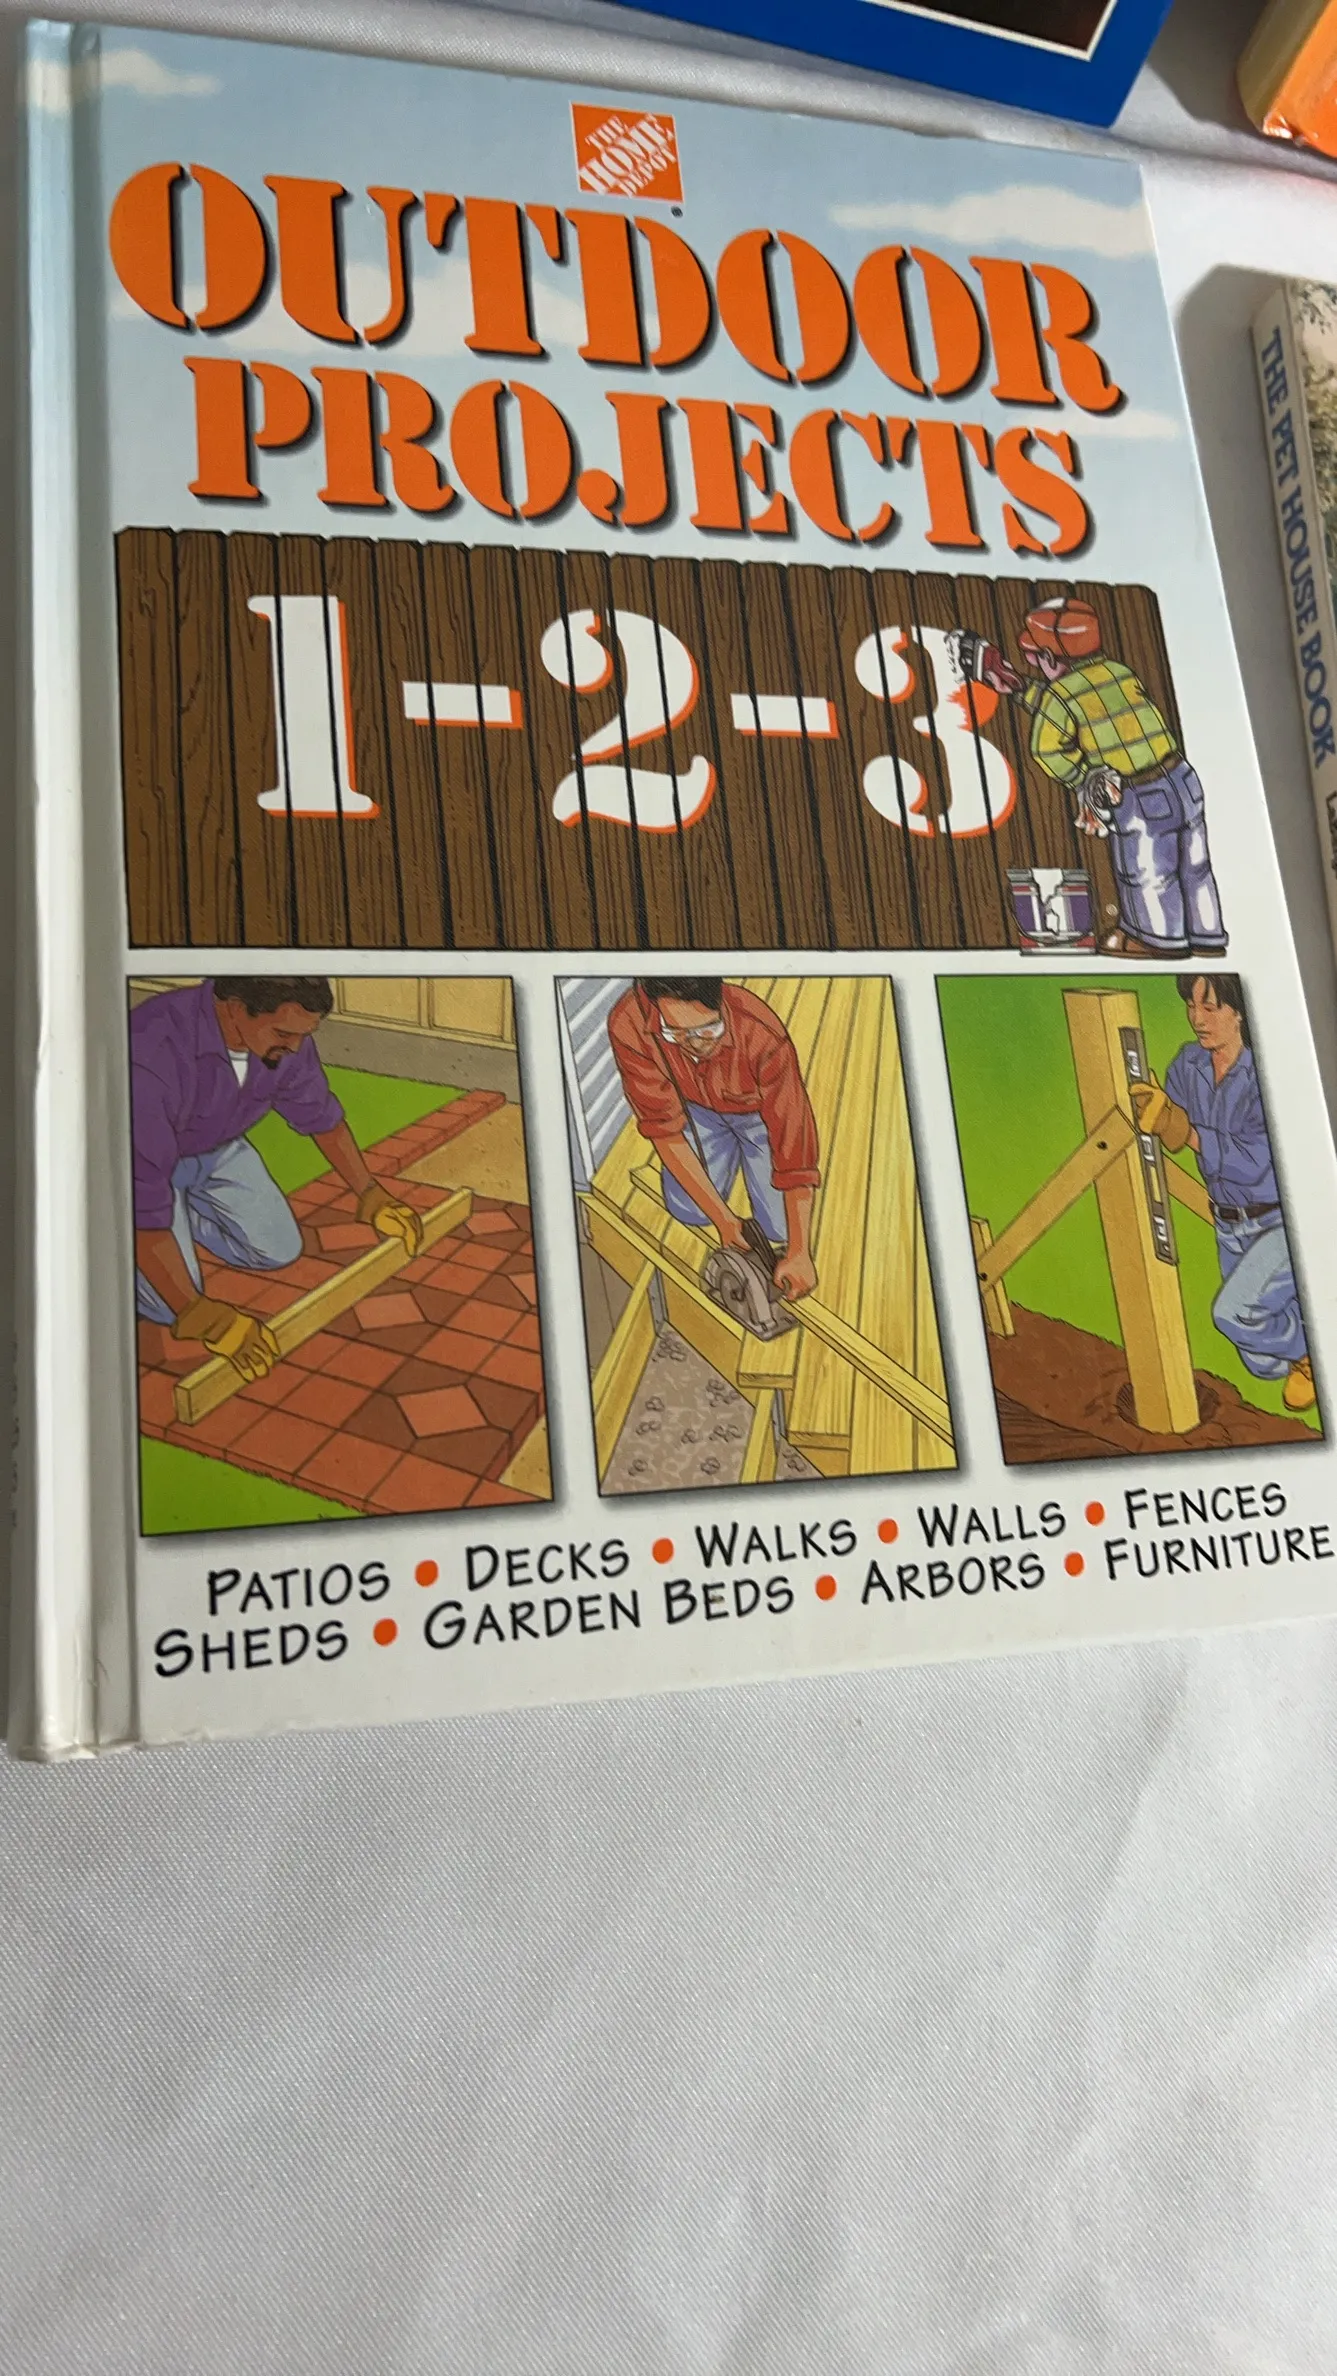 THE
HOME
DEPOT
OUTDOOR
PROJECTS
1-2-3
PATIOS • DECKS • WALKS • WALLS • FENCES
SHEDS • GARDEN BEDS • ARBORS • FURNITURE
THE PET HOUSE BOOK